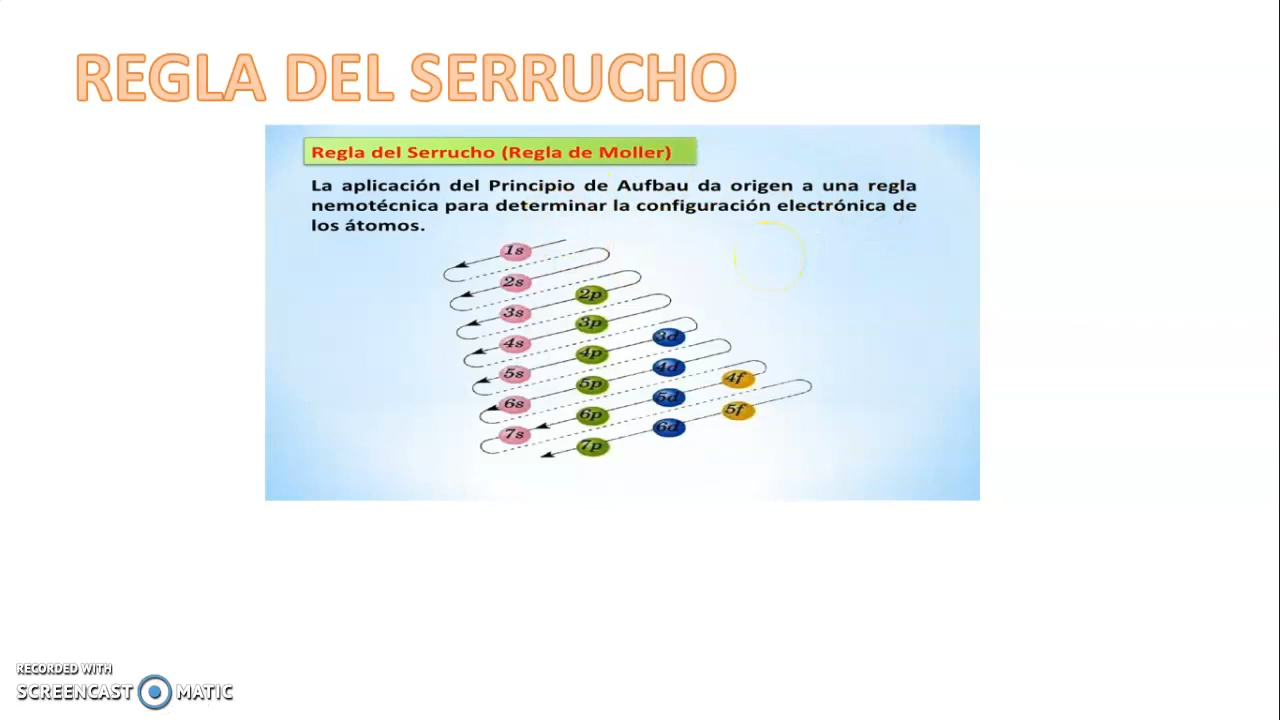 REGLA DEL SERRUCHO
Regla del Serrucho (Regla de Moller)
La aplicación del Principio de Aufbau da origen a una regla
nemotécnica para determinar la configuración electrónica de
los átomos.
1s
2s
2p
3s
3p
3d
4s
4p
4d
4f
5s
5p
5d
5f
6s
6p
6d
7s
7p
RECORDED WITH
SCREENCAST MATIC